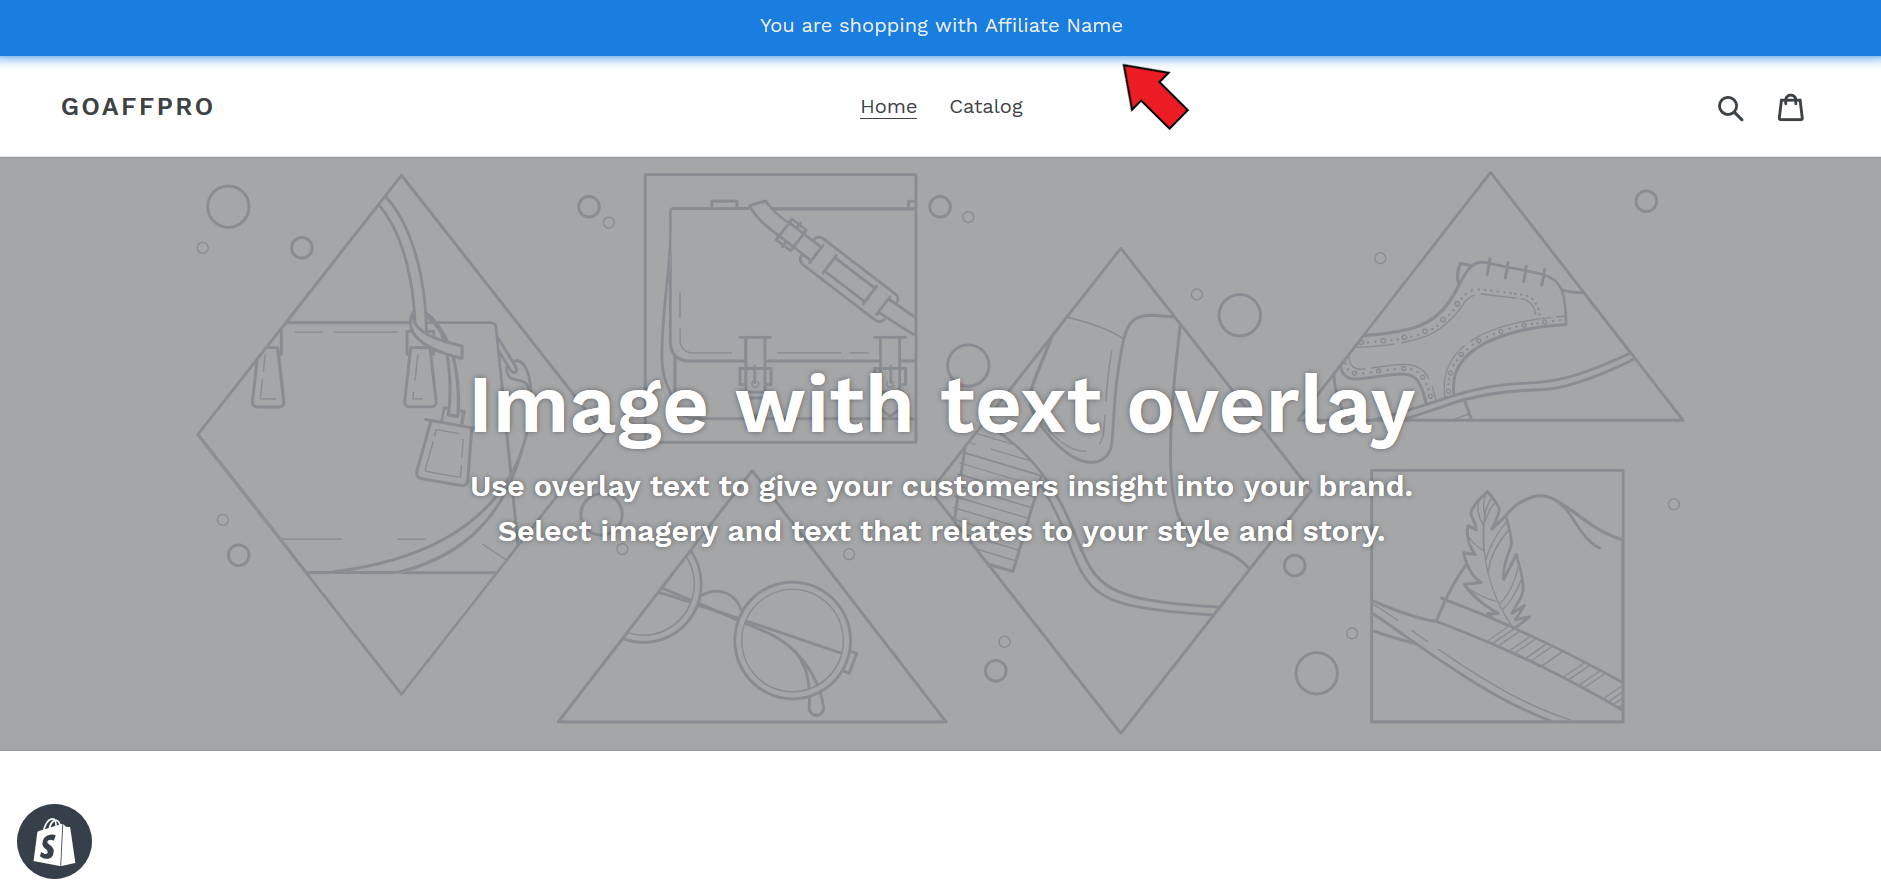 You are shopping with Affiliate Name
GOAFFPRO
Home Catalog
Image with text overlay
Use overlay text to give your customers insight into your brand.
Select imagery and text that relates to your style and story.
S